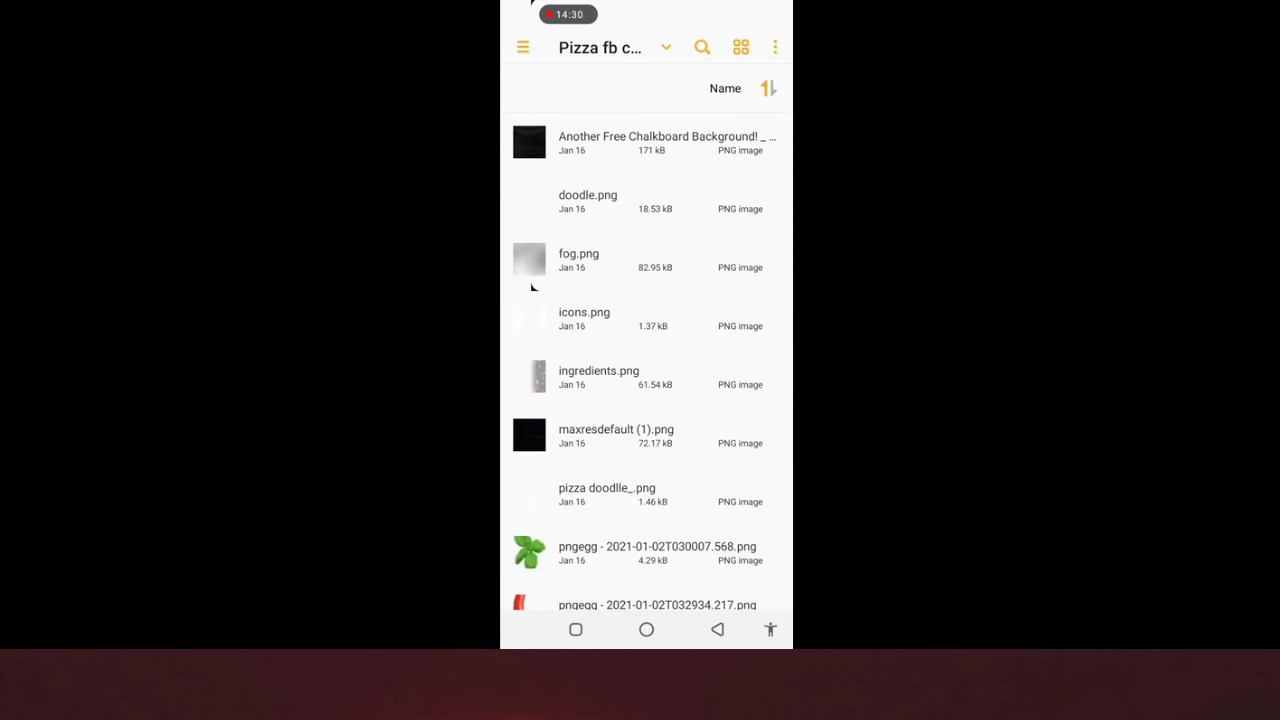 14:30
Pizza fb c...
Name
Another Free Chalkboard Background! _ ...
Jan 16 171 kB PNG image
doodle.png
Jan 16 18.53 kB PNG image
fog.png
Jan 16 82.95 kB PNG image
icons.png
Jan 16 1.37 kB PNG image
ingredients.png
Jan 16 61.54 kB PNG image
maxresdefault (1).png
Jan 16 72.17 kB PNG image
pizza doodlle_.png
Jan 16 1.46 kB PNG image
pngegg - 2021-01-02T030007.568.png
Jan 16 4.29 kB PNG image
pngegg - 2021-01-02T032934.217.png